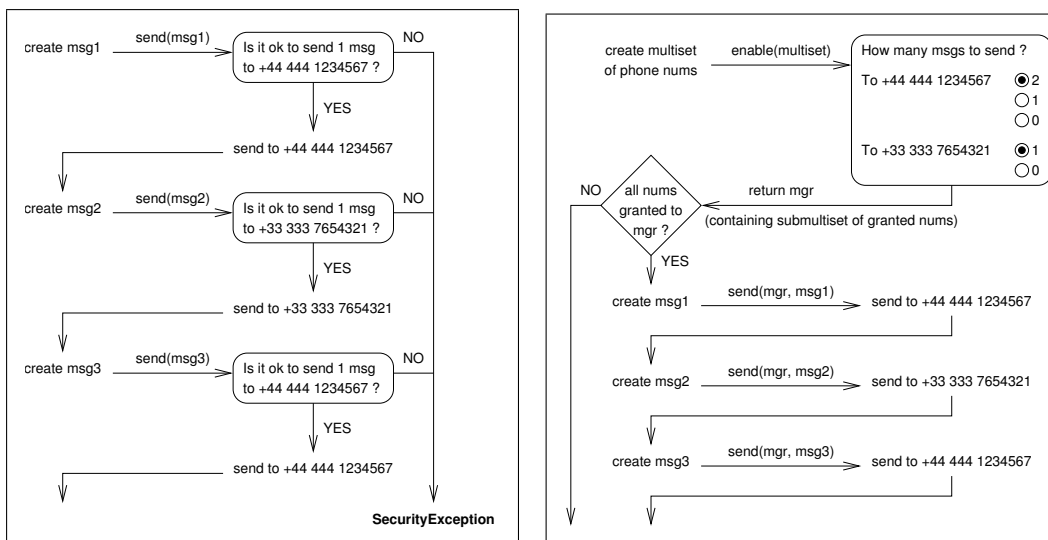 create msg1
send(msg1)
Is it ok to send 1 msg
to +44 444 1234567 ?
NO
YES
send to +44 444 1234567
create msg2
send(msg2)
Is it ok to send 1 msg
to +33 333 7654321 ?
NO
YES
send to +33 333 7654321
create msg3
send(msg3)
Is it ok to send 1 msg
to +44 444 1234567 ?
NO
YES
send to +44 444 1234567
SecurityException
create multiset
of phone nums
enable(multiset)
How many msgs to send ?
To +44 444 1234567
2
1
0
To +33 333 7654321
1
0
NO
all nums
granted to
mgr ?
return mgr
(containing submultiset of granted nums)
YES
create msg1
send(mgr, msg1)
send to +44 444 1234567
create msg2
send(mgr, msg2)
send to +33 333 7654321
create msg3
send(mgr, msg3)
send to +44 444 1234567